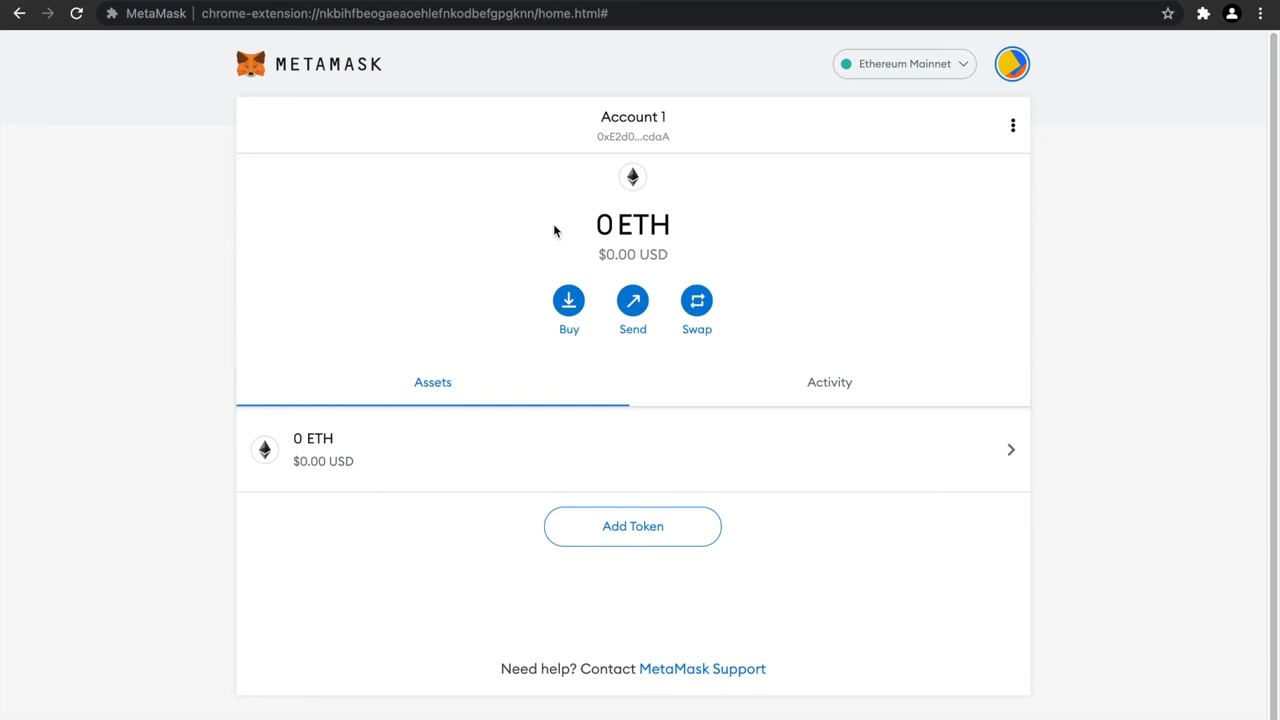 MetaMask chrome-extension://nkbihfbeogaeaoehlefnkodbefgpgknn/home.html#
METAMASK
Ethereum Mainnet
Account 1
0xE2d0...cdaA
0 ETH
$0.00 USD
Buy Send Swap
Assets Activity
0 ETH
$0.00 USD
Add Token
Need help? Contact MetaMask Support